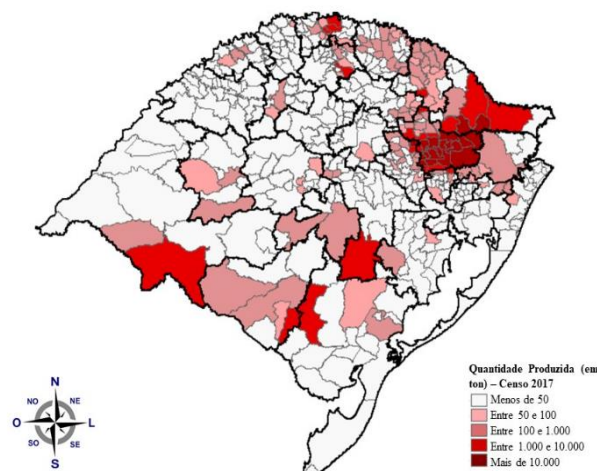 Quantidade Produzida (em
ton) – Censo 2017
Menos de 50
Entre 50 e 100
Entre 100 e 1.000
Entre 1.000 e 10.000
Mais de 10.000
N
NO NE
O L
SO SE
S